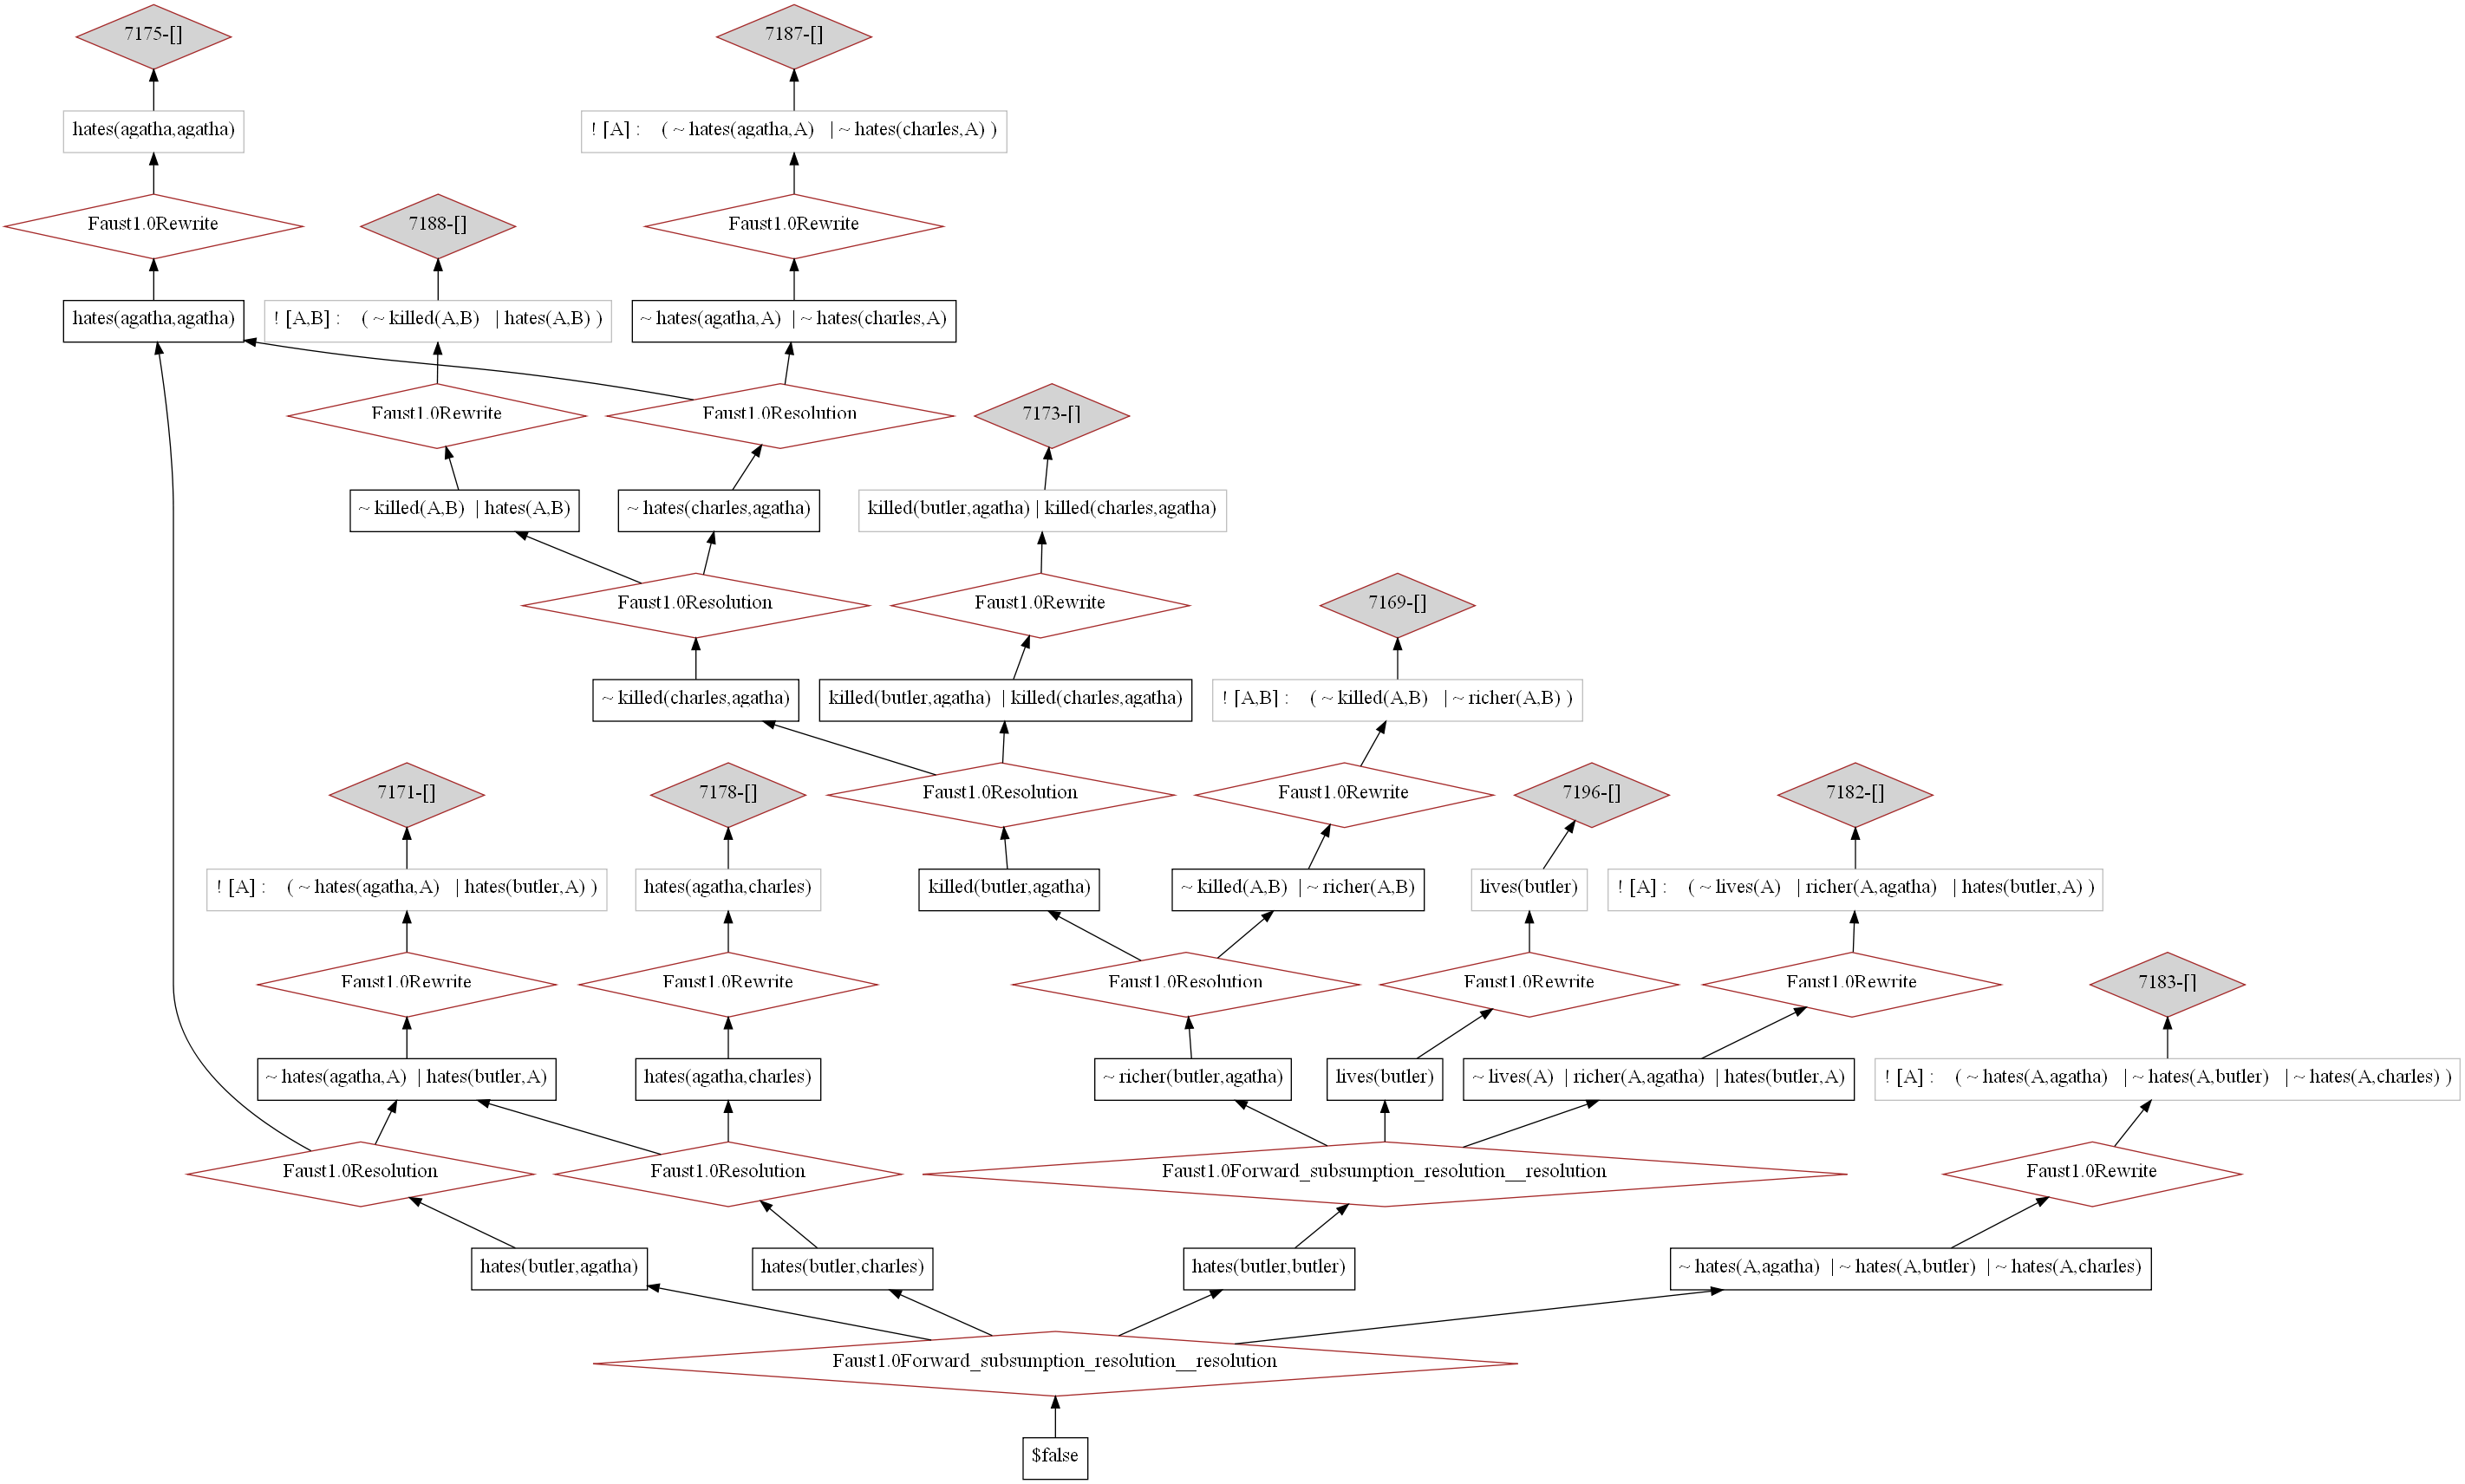 7175-[]
7187-[]
hates(agatha,agatha)
! [A] : ( ~ hates(agatha,A) | ~ hates(charles,A) )
Faust1.0Rewrite
7188-[]
Faust1.0Rewrite
hates(agatha,agatha)
! [A,B] : ( ~ killed(A,B) | hates(A,B) )
~ hates(agatha,A) | ~ hates(charles,A)
Faust1.0Rewrite
Faust1.0Resolution
7173-[]
~ killed(A,B) | hates(A,B)
~ hates(charles,agatha)
killed(butler,agatha) | killed(charles,agatha)
Faust1.0Resolution
Faust1.0Rewrite
7169-[]
~ killed(charles,agatha)
killed(butler,agatha) | killed(charles,agatha)
! [A,B] : ( ~ killed(A,B) | ~ richer(A,B) )
7171-[]
7178-[]
Faust1.0Resolution
Faust1.0Rewrite
7196-[]
7182-[]
! [A] : ( ~ hates(agatha,A) | hates(butler,A) )
hates(agatha,charles)
killed(butler,agatha)
~ killed(A,B) | ~ richer(A,B)
lives(butler)
! [A] : ( ~ lives(A) | richer(A,agatha) | hates(butler,A) )
Faust1.0Rewrite
Faust1.0Rewrite
Faust1.0Resolution
Faust1.0Rewrite
Faust1.0Rewrite
7183-[]
~ hates(agatha,A) | hates(butler,A)
hates(agatha,charles)
~ richer(butler,agatha)
lives(butler)
~ lives(A) | richer(A,agatha) | hates(butler,A)
! [A] : ( ~ hates(A,agatha) | ~ hates(A,butler) | ~ hates(A,charles) )
Faust1.0Resolution
Faust1.0Resolution
Faust1.0Forward_subsumption_resolution__resolution
Faust1.0Rewrite
hates(butler,agatha)
hates(butler,charles)
hates(butler,butler)
~ hates(A,agatha) | ~ hates(A,butler) | ~ hates(A,charles)
Faust1.0Forward_subsumption_resolution__resolution
$false